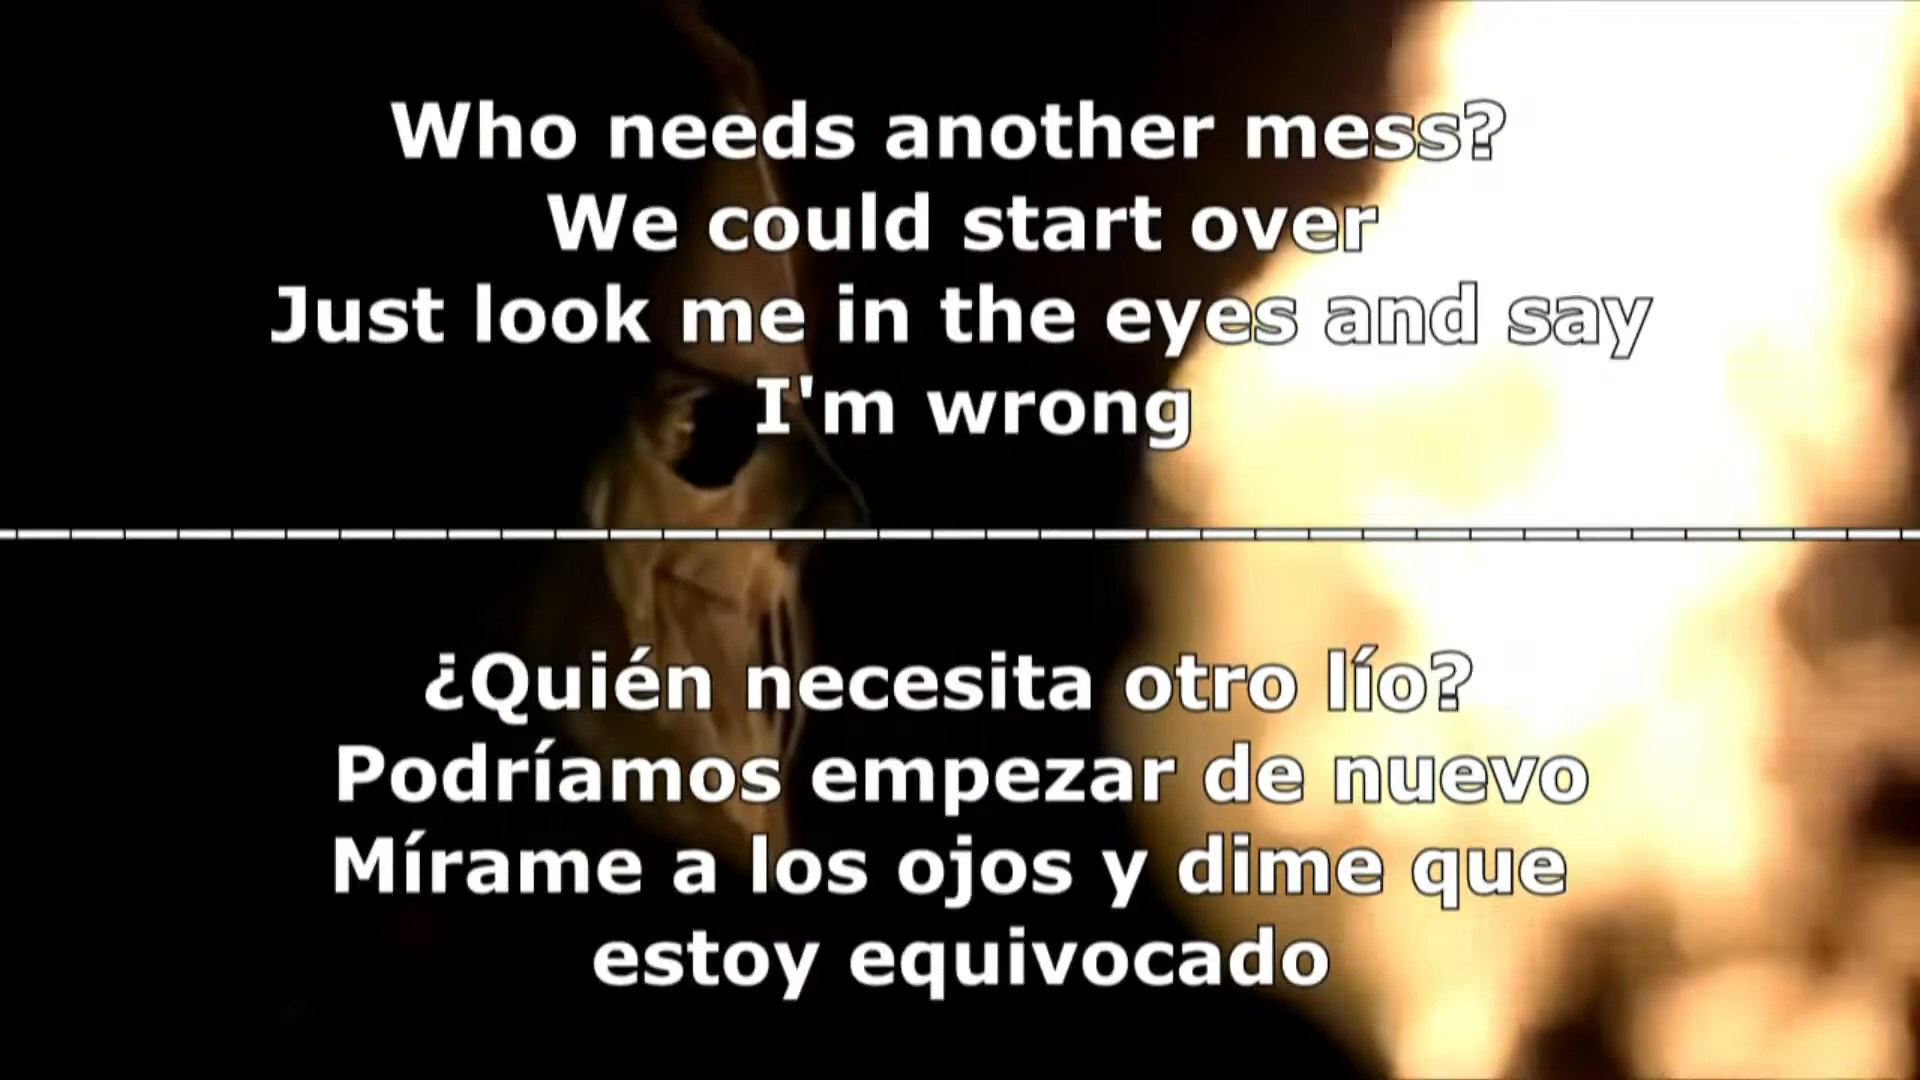 Who needs another mess?
We could start over
Just look me in the eyes and say
I'm wrong
¿Quién necesita otro lío?
Podríamos empezar de nuevo
Mírame a los ojos y dime que
estoy equivocado